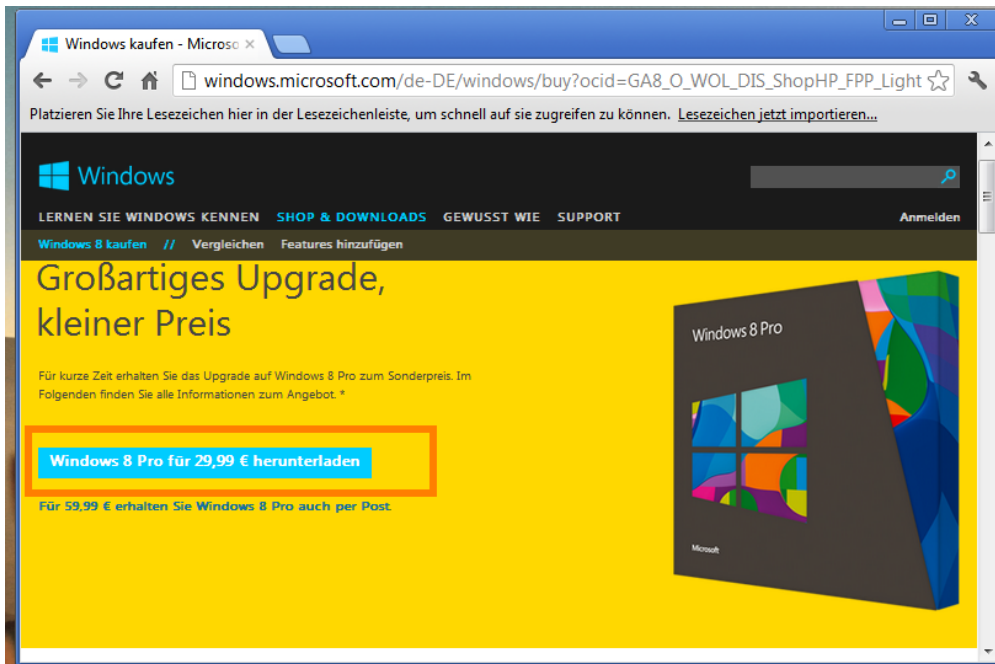 Windows kaufen - Microso
windows.microsoft.com/de-DE/windows/buy?ocid=GA8_O_WOL_DIS_ShopHP_FPP_Light
Platzieren Sie Ihre Lesezeichen hier in der Lesezeichenleiste, um schnell auf sie zugreifen zu können. Lesezeichen jetzt importieren...
Windows
LERNEN SIE WINDOWS KENNEN SHOP & DOWNLOADS GEWUSST WIE SUPPORT Anmelden
Windows 8 kaufen // Vergleichen Features hinzufügen
Großartiges Upgrade,
kleiner Preis
Für kurze Zeit erhalten Sie das Upgrade auf Windows 8 Pro zum Sonderpreis. Im
Folgenden finden Sie alle Informationen zum Angebot. *
Windows 8 Pro für 29,99 € herunterladen
Für 59,99 € erhalten Sie Windows 8 Pro auch per Post.
Windows 8 Pro
Microsoft